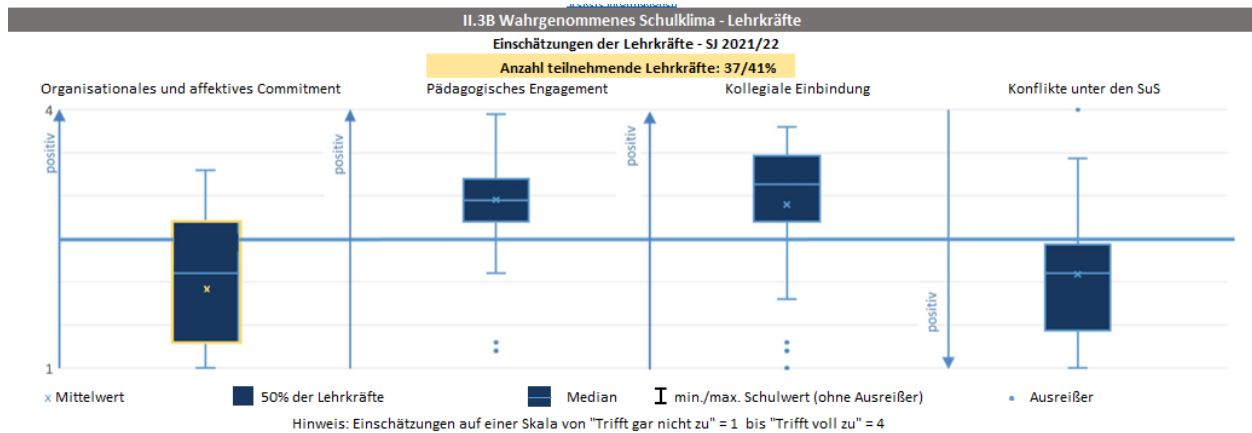 II.3B Wahrgenommenes Schulklima - Lehrkräfte
Einschätzungen der Lehrkräfte - SJ 2021/22
Anzahl teilnehmende Lehrkräfte: 37/41%
Organisationales und affektives Commitment
Pädagogisches Engagement
Kollegiale Einbindung
Konflikte unter den SuS
4
positiv
positiv
positiv
positiv
1
x Mittelwert
50% der Lehrkräfte
Median
min./max. Schulwert (ohne Ausreißer)
Ausreißer
Hinweis: Einschätzungen auf einer Skala von "Trifft gar nicht zu" = 1 bis "Trifft voll zu" = 4